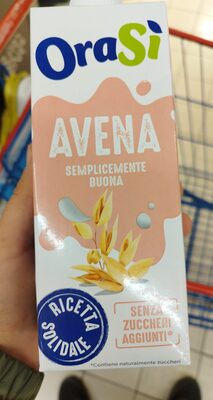 OraSì
AVENA
SEMPLICEMENTE
BUONA
RICETTA
SOLIDALE
SENZA
ZUCCHERI
AGGIUNTI*
*Contiene naturalmente zuccheri